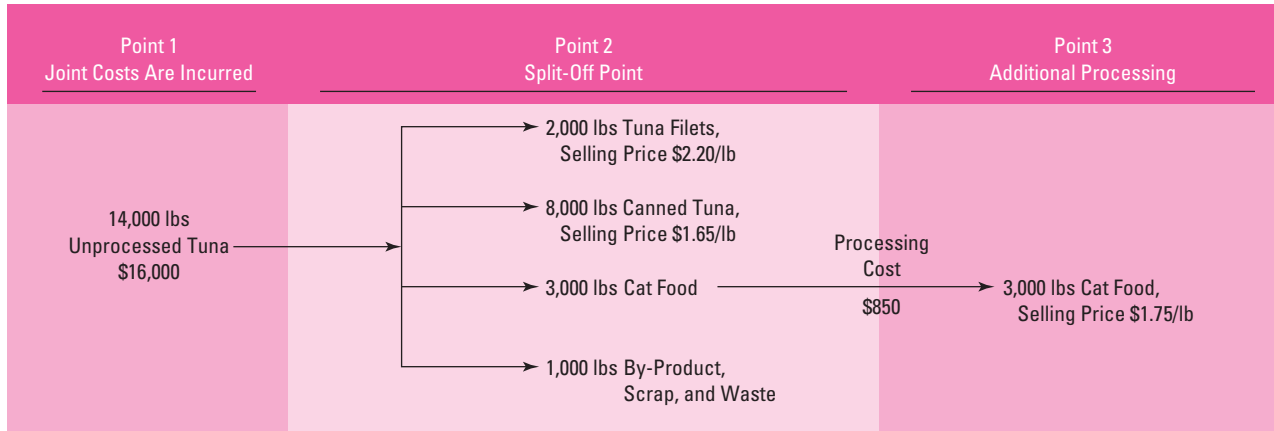 Point 1
Joint Costs Are Incurred
Point 2
Split-Off Point
Point 3
Additional Processing
14,000 lbs
Unprocessed Tuna
$16,000
2,000 lbs Tuna Filets,
Selling Price $2.20/lb
8,000 lbs Canned Tuna,
Selling Price $1.65/lb
3,000 lbs Cat Food
1,000 lbs By-Product,
Scrap, and Waste
Processing
Cost
$850
3,000 lbs Cat Food,
Selling Price $1.75/lb